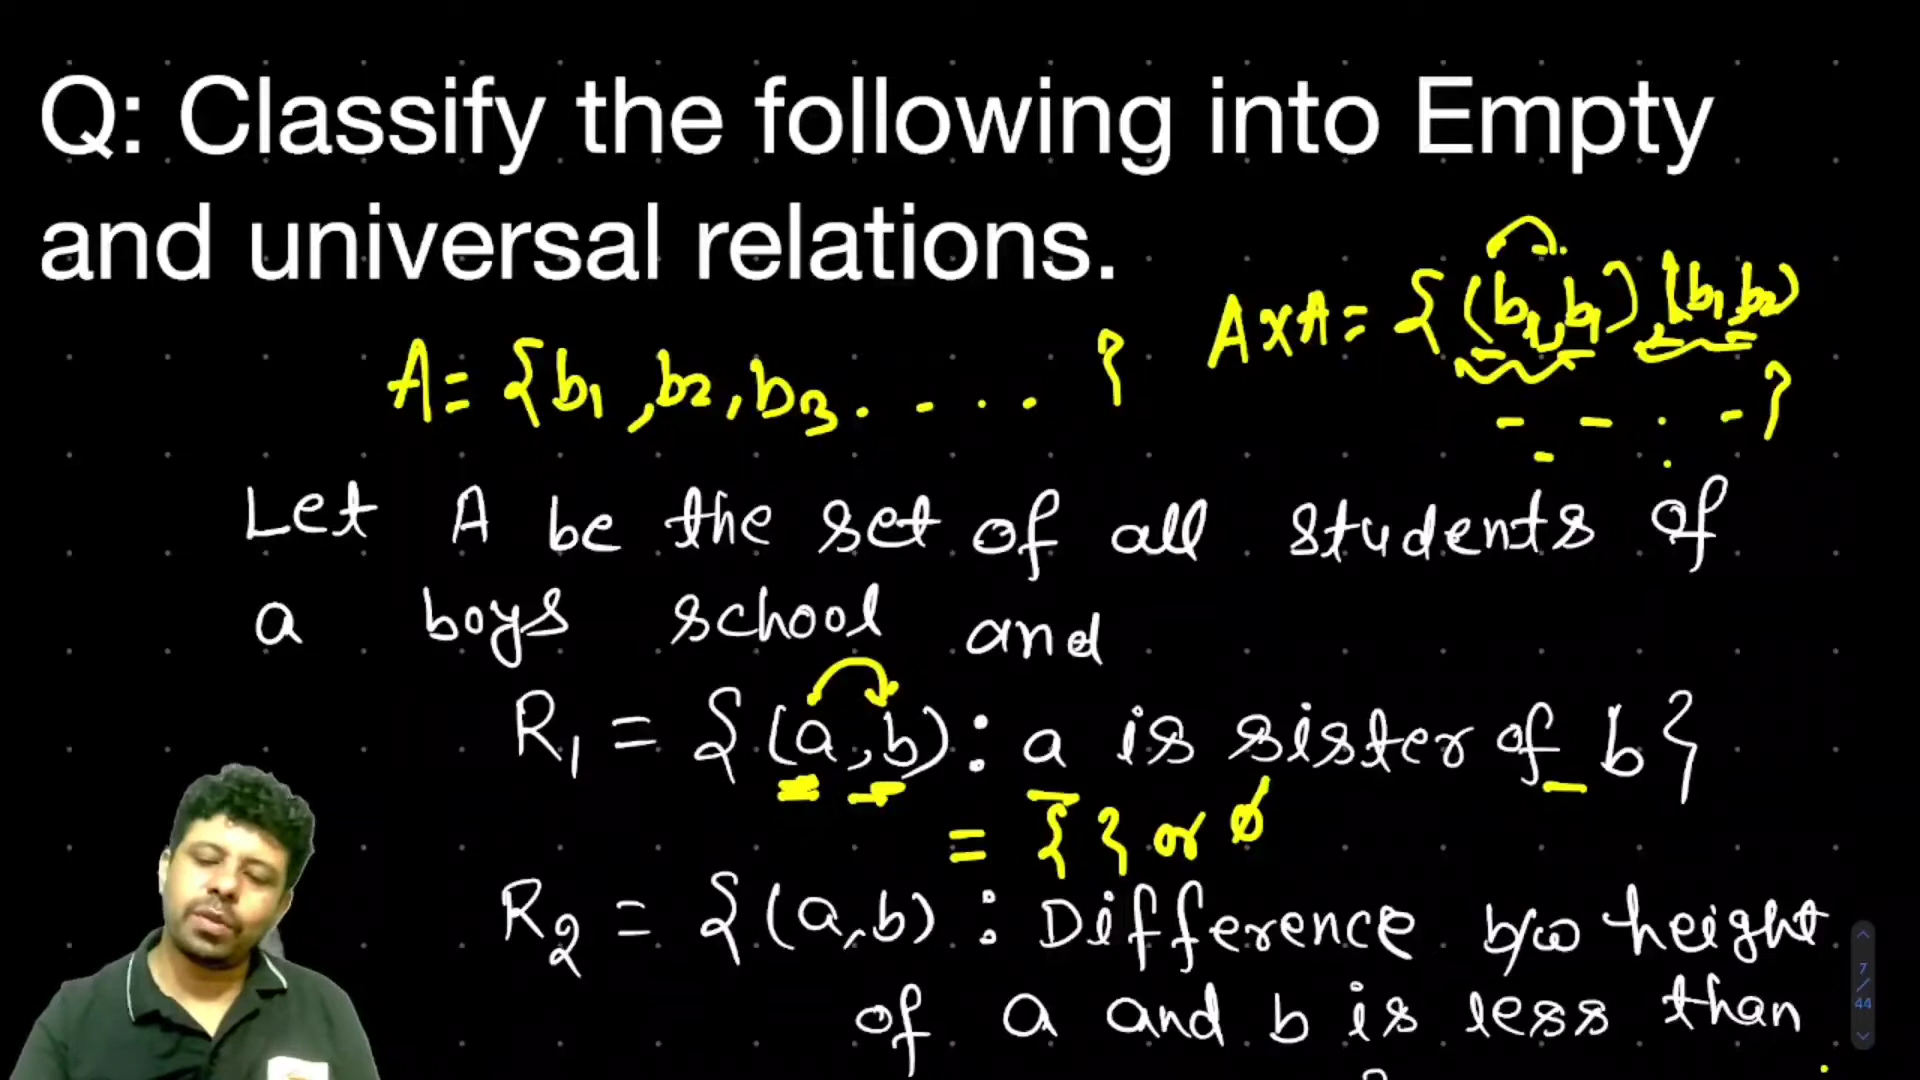 Q: Classify the following into Empty
and universal relations.
A×A = {(b1, b1), (b1, b2)
- - . - }
A = {b1, b2, b3 . - . . . }
Let A be the set of all students of
a boys school and
R1 = {(a, b) : a is sister of b}
= { } or ϕ
R2 = {(a, b) : Difference b/w height
of a and b is less than
7
/
44